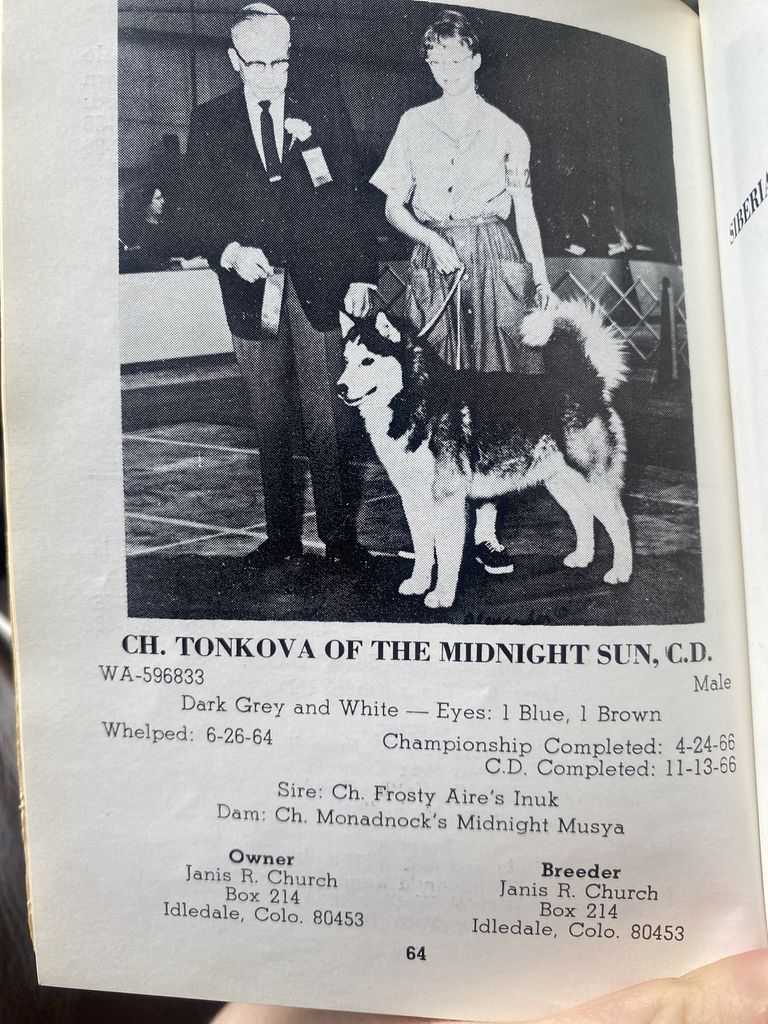 CH. TONKOVA OF THE MIDNIGHT SUN, C.D.
WA-596833
Male
Dark Grey and White — Eyes: 1 Blue, 1 Brown
Whelped: 6-26-64
Championship Completed: 4-24-66
C.D. Completed: 11-13-66
Sire: Ch. Frosty Aire's Inuk
Dam: Ch. Monadnock's Midnight Musya
Owner
Janis R. Church
Box 214
Idledale, Colo. 80453
Breeder
Janis R. Church
Box 214
Idledale, Colo. 80453
64